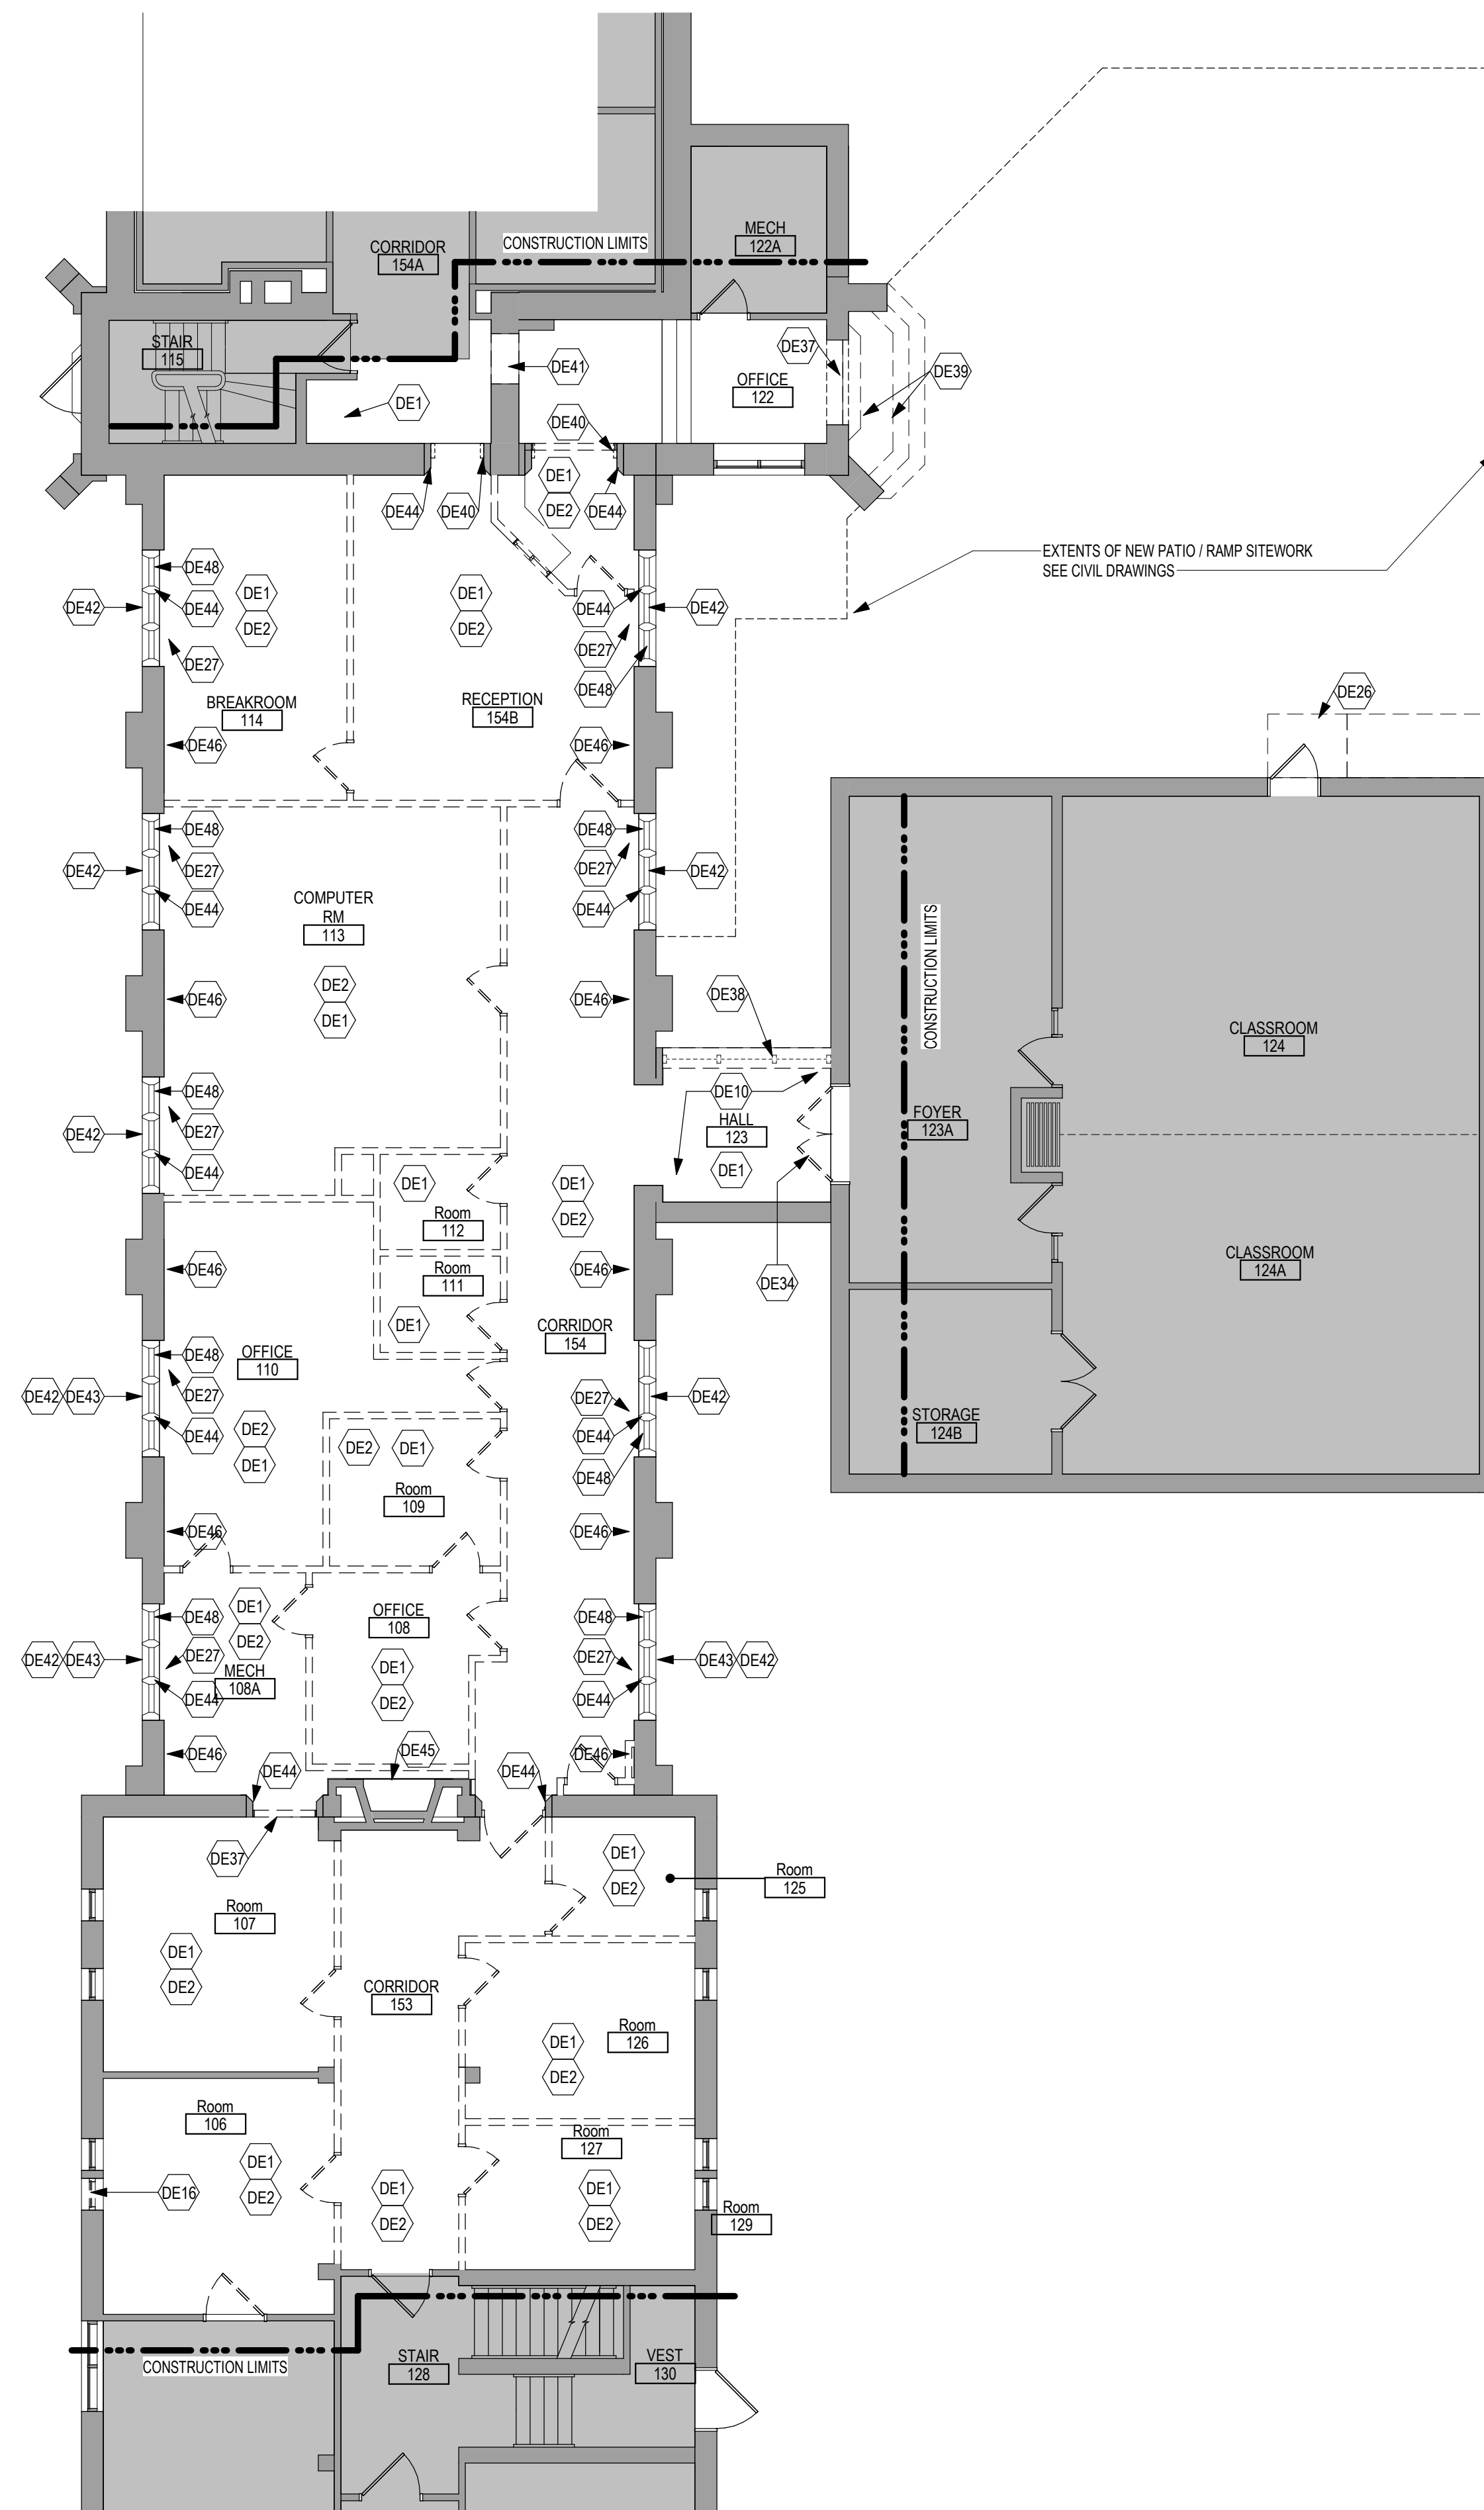 MECH
122A
CONSTRUCTION LIMITS
CORRIDOR
154A
STAIR
115
DE37
DE41
DE39
OFFICE
122
DE1
DE40
DE1
DE44
DE40
DE2
DE44
EXTENTS OF NEW PATIO / RAMP SITEWORK
SEE CIVIL DRAWINGS
DE48
DE42
DE44
DE1
DE2
DE27
DE1
DE2
DE44
DE42
DE27
DE48
BREAKROOM
114
RECEPTION
154B
DE26
DE46
DE46
DE48
DE42
DE27
DE44
DE48
DE27
DE42
DE44
COMPUTER
RM
113
CONSTRUCTION LIMITS
DE2
DE1
DE46
DE46
DE38
CLASSROOM
124
DE48
DE42
DE27
DE44
DE10
HALL
123
DE1
FOYER
123A
DE1
Room
112
DE1
DE2
Room
111
DE1
DE46
DE46
DE34
CLASSROOM
124A
CORRIDOR
154
OFFICE
110
DE48
DE42
DE43
DE27
DE44
DE2
DE1
DE27
DE42
DE44
DE48
STORAGE
124B
DE2
DE1
Room
109
DE46
DE46
DE48
DE42
DE43
DE27
DE44
DE1
DE2
MECH
108A
OFFICE
108
DE1
DE2
DE48
DE27
DE43
DE42
DE44
DE46
DE44
DE45
DE44
DE46
DE37
DE1
DE2
Room
125
Room
107
DE1
DE2
CORRIDOR
153
Room
126
DE1
DE2
Room
106
DE1
DE2
DE16
Room
127
DE1
DE2
DE1
DE2
Room
129
CONSTRUCTION LIMITS
STAIR
128
VEST
130